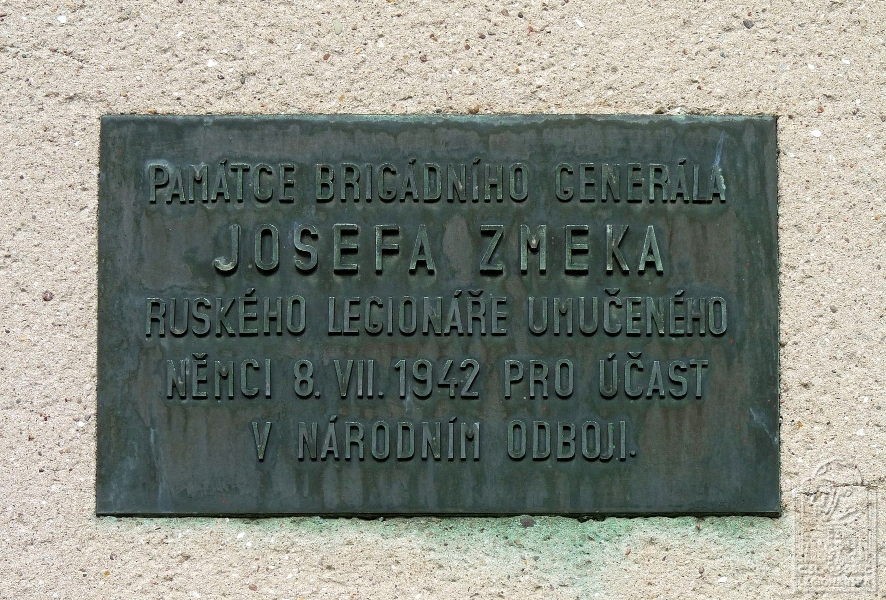 PAMÁTCE BRIGÁDNÍHO GENERÁLA
JOSEFA ZMEKA
RUSKÉHO LEGIONÁŘE UMUČENÉHO
NĚMCI 8. VII. 1942 PRO ÚČAST
V NÁRODNÍM ODBOJI.